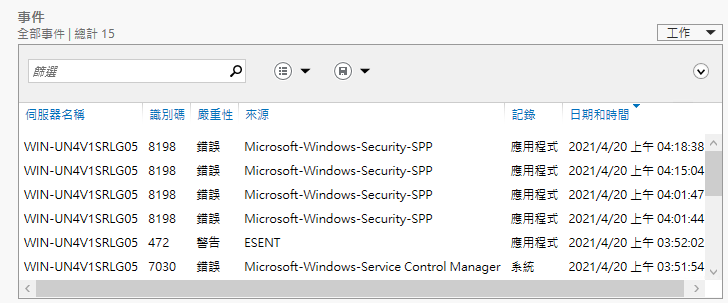 事件
全部事件 | 總計 15
工作
篩選
伺服器名稱 識別碼 嚴重性 來源 記錄 日期和時間
WIN-UN4V1SRLG05 8198 錯誤 Microsoft-Windows-Security-SPP 應用程式 2021/4/20 上午 04:18:38
WIN-UN4V1SRLG05 8198 錯誤 Microsoft-Windows-Security-SPP 應用程式 2021/4/20 上午 04:15:04
WIN-UN4V1SRLG05 8198 錯誤 Microsoft-Windows-Security-SPP 應用程式 2021/4/20 上午 04:01:47
WIN-UN4V1SRLG05 8198 錯誤 Microsoft-Windows-Security-SPP 應用程式 2021/4/20 上午 04:01:44
WIN-UN4V1SRLG05 472 警告 ESENT 應用程式 2021/4/20 上午 03:52:02
WIN-UN4V1SRLG05 7030 錯誤 Microsoft-Windows-Service Control Manager 系統 2021/4/20 上午 03:51:54